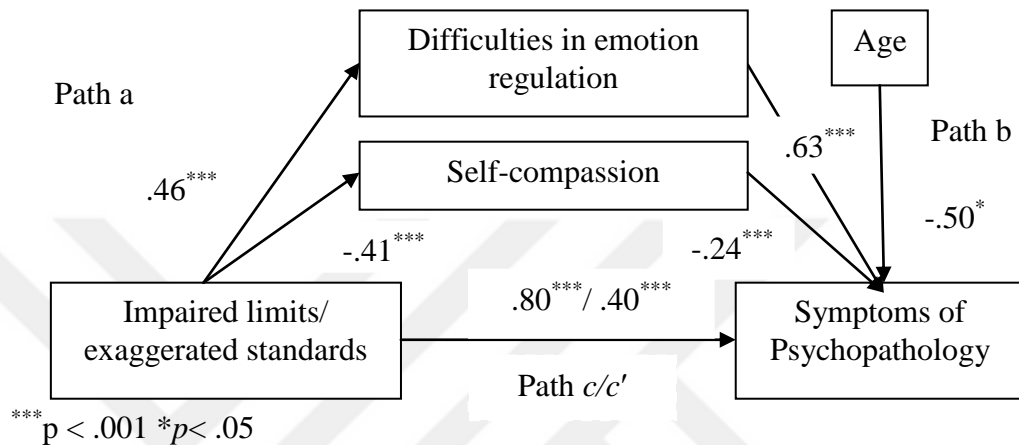 Difficulties in emotion
regulation
Age
Path a
Path b
.63***
.46***
Self-compassion
-.50*
-.41***
-.24***
.80***/ .40***
Impaired limits/
exaggerated standards
Symptoms of
Psychopathology
Path c/c′
***p < .001 *p< .05